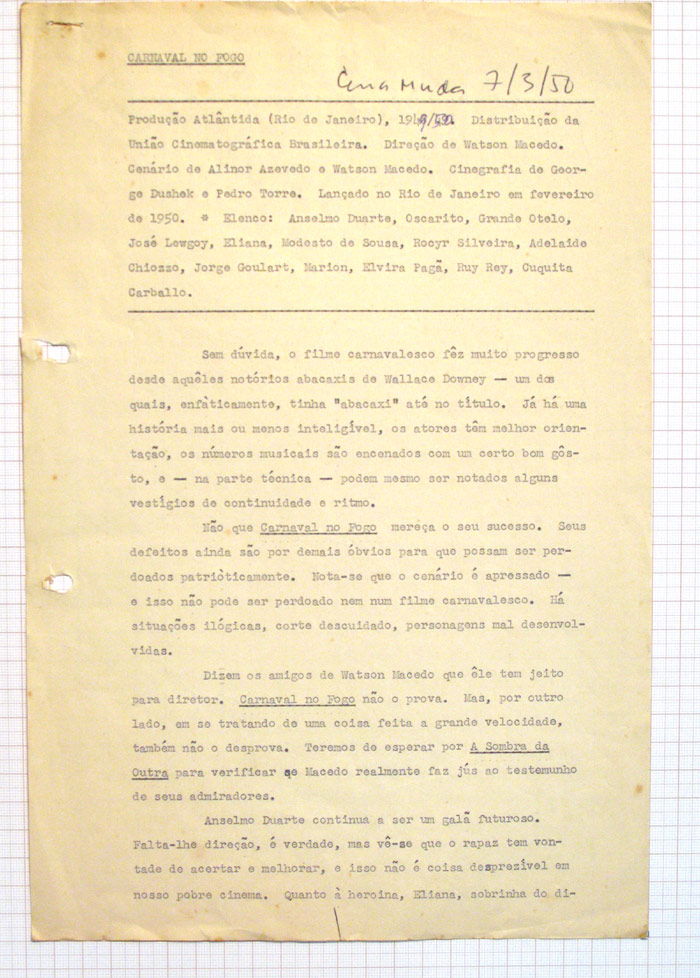 CARNAVAL NO FOGO
Cena Muda 7/3/50
Produção Atlântida (Rio de Janeiro), 1949/50. Distribuição da
União Cinematográfica Brasileira. Direção de Watson Macedo.
Cenário de Alinor Azevedo e Watson Macedo. Cinegrafia de Geor-
ge Dushek e Pedro Torre. Lançado no Rio de Janeiro em fevereiro
de 1950. * Elenco: Anselmo Duarte, Oscarito, Grande Otelo,
José Lewgoy, Eliana, Modesto de Sousa, Rocyr Silveira, Adelaide
Chiozzo, Jorge Goulart, Marion, Elvira Pagã, Ruy Rey, Cuquita
Carballo.
Sem dúvida, o filme carnavalesco fêz muito progresso
desde aquêles notórios abacaxis de Wallace Downey — um dos
quais, enfàticamente, tinha "abacaxi" até no título. Já há uma
história mais ou menos inteligível, os atores têm melhor orien-
tação, os números musicais são encenados com um certo bom gôs-
to, e — na parte técnica — podem mesmo ser notados alguns
vestígios de continuidade e ritmo.
Não que Carnaval no Fogo mereça o seu sucesso. Seus
defeitos ainda são por demais óbvios para que possam ser per-
doados patriòticamente. Nota-se que o cenário é apressado —
e isso não pode ser perdoado nem num filme carnavalesco. Há
situações ilógicas, corte descuidado, personagens mal desenvol-
vidas.
Dizem os amigos de Watson Macedo que êle tem jeito
para diretor. Carnaval no Fogo não o prova. Mas, por outro
lado, em se tratando de uma coisa feita a grande velocidade,
também não o desprova. Teremos de esperar por A Sombra da
Outra para verificar se Macedo realmente faz jús ao testemunho
de seus admiradores.
Anselmo Duarte continua a ser um galã futuroso.
Falta-lhe direção, é verdade, mas vê-se que o rapaz tem von-
tade de acertar e melhorar, e isso não é coisa desprezível em
nosso pobre cinema. Quanto à heroina, Eliana, sobrinha do di-